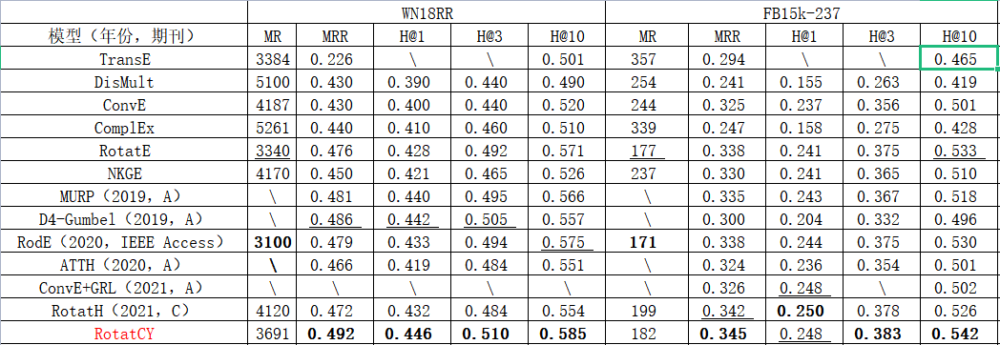 WN18RR FB15k-237
模型（年份，期刊） MR MRR H@1 H@3 H@10 MR MRR H@1 H@3 H@10
TransE 3384 0.226 \ \ 0.501 357 0.294 \ \ 0.465
DisMult 5100 0.430 0.390 0.440 0.490 254 0.241 0.155 0.263 0.419
ConvE 4187 0.430 0.400 0.440 0.520 244 0.325 0.237 0.356 0.501
ComplEx 5261 0.440 0.410 0.460 0.510 339 0.247 0.158 0.275 0.428
RotatE 3340 0.476 0.428 0.492 0.571 177 0.338 0.241 0.375 0.533
NKGE 4170 0.450 0.421 0.465 0.526 237 0.330 0.241 0.365 0.510
MURP（2019，A） \ 0.481 0.440 0.495 0.566 \ 0.335 0.243 0.367 0.518
D4-Gumbel（2019，A） \ 0.486 0.442 0.505 0.557 \ 0.300 0.204 0.332 0.496
RodE（2020，IEEE Access） 3100 0.479 0.433 0.493 0.575 171 0.338 0.244 0.375 0.530
ATTH（2020，A） \ 0.466 0.419 0.484 0.551 \ 0.324 0.236 0.354 0.501
ConvE+GRL（2021，A） \ \ \ \ \ \ 0.326 0.248 \ 0.502
RotatH（2021，C） 4120 0.472 0.432 0.484 0.554 199 0.342 0.250 0.378 0.526
RotatCY 3691 0.492 0.446 0.510 0.585 182 0.345 0.248 0.383 0.542